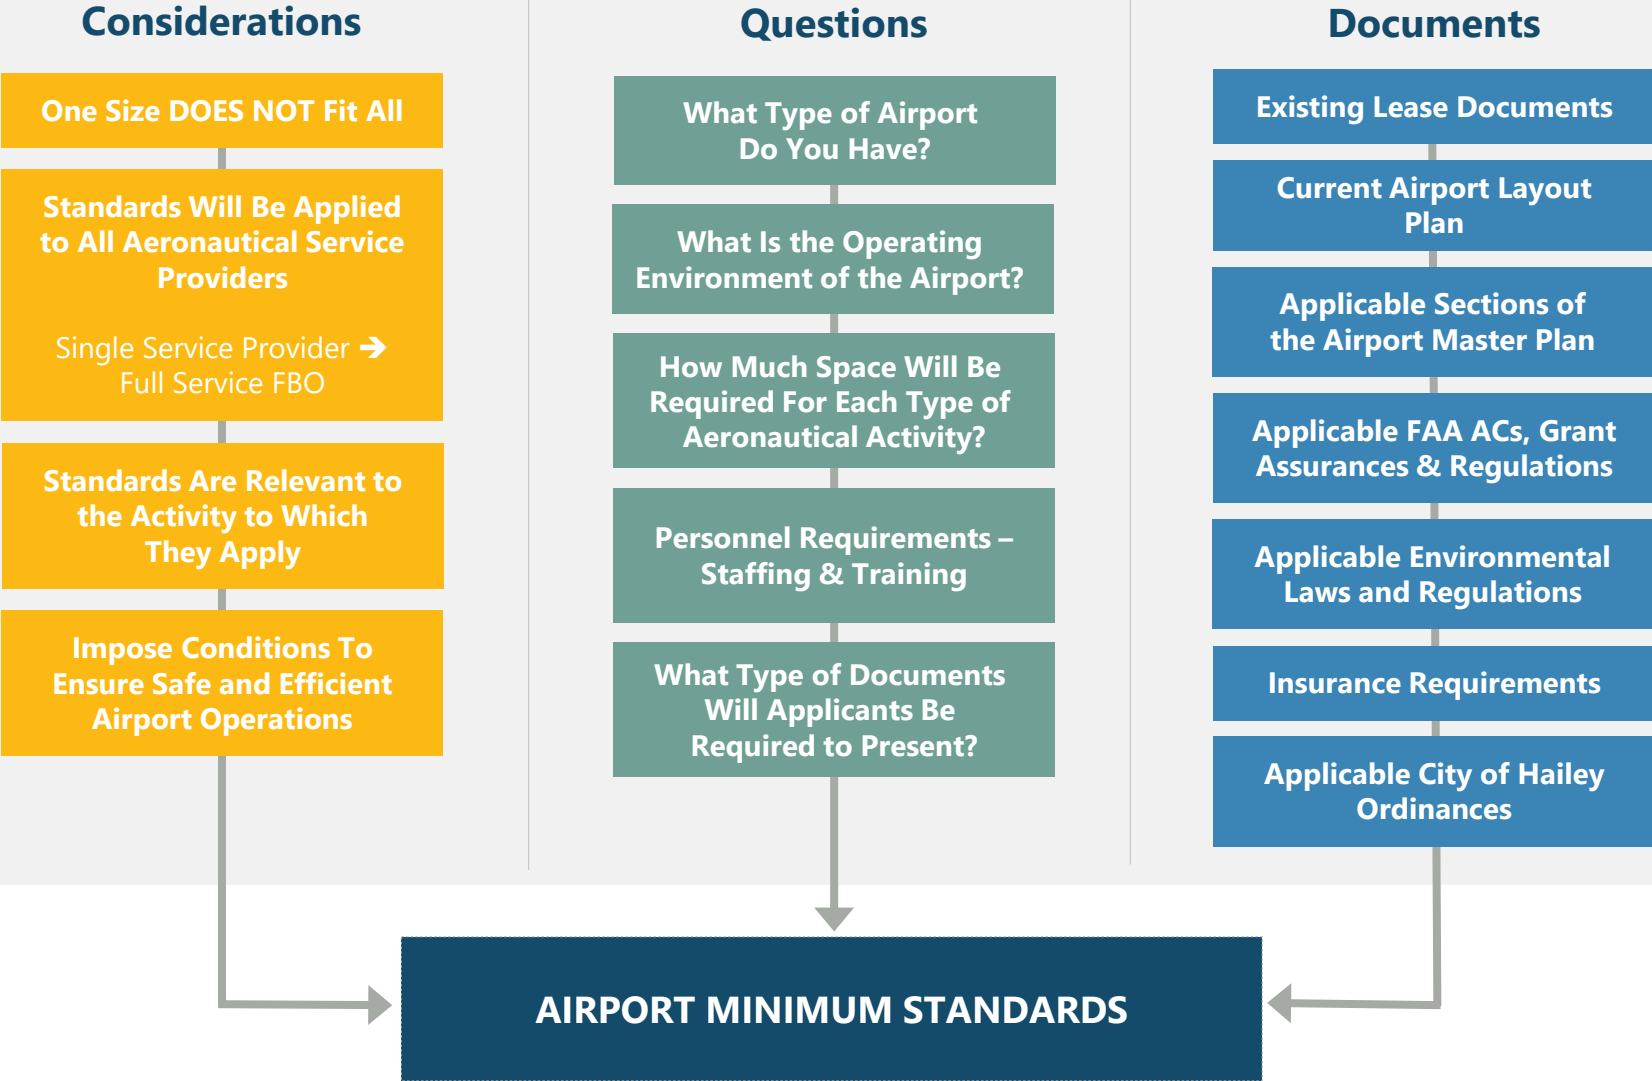 Considerations
One Size DOES NOT Fit All
Standards Will Be Applied
to All Aeronautical Service
Providers
Single Service Provider ➔
Full Service FBO
Standards Are Relevant to
the Activity to Which
They Apply
Impose Conditions To
Ensure Safe and Efficient
Airport Operations
Questions
What Type of Airport
Do You Have?
What Is the Operating
Environment of the Airport?
How Much Space Will Be
Required For Each Type of
Aeronautical Activity?
Personnel Requirements –
Staffing & Training
What Type of Documents
Will Applicants Be
Required to Present?
Documents
Existing Lease Documents
Current Airport Layout
Plan
Applicable Sections of
the Airport Master Plan
Applicable FAA ACs, Grant
Assurances & Regulations
Applicable Environmental
Laws and Regulations
Insurance Requirements
Applicable City of Hailey
Ordinances
AIRPORT MINIMUM STANDARDS